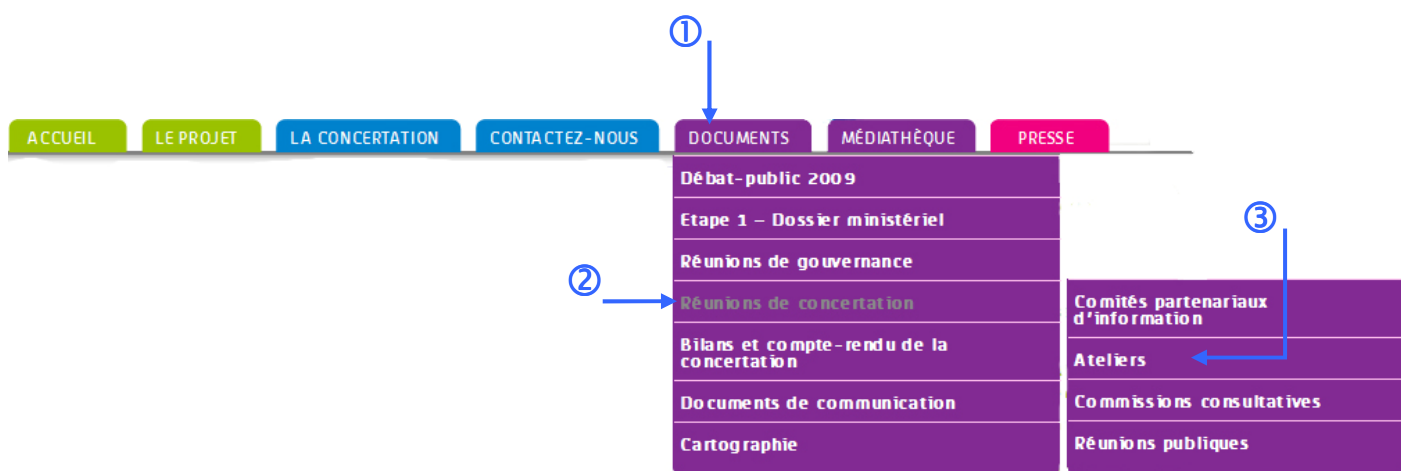 ①
ACCUEIL LE PROJET LA CONCERTATION CONTACTEZ-NOUS DOCUMENTS MÉDIATHÈQUE PRESSE
Débat-public 2009
Etape 1 – Dossier ministériel
③
Réunions de gouvernance
②
Réunions de concertation
Comités partenariaux
d'information
Bilans et compte-rendu de la
concertation
Ateliers
Documents de communication
Commissions consultatives
Cartographie
Réunions publiques